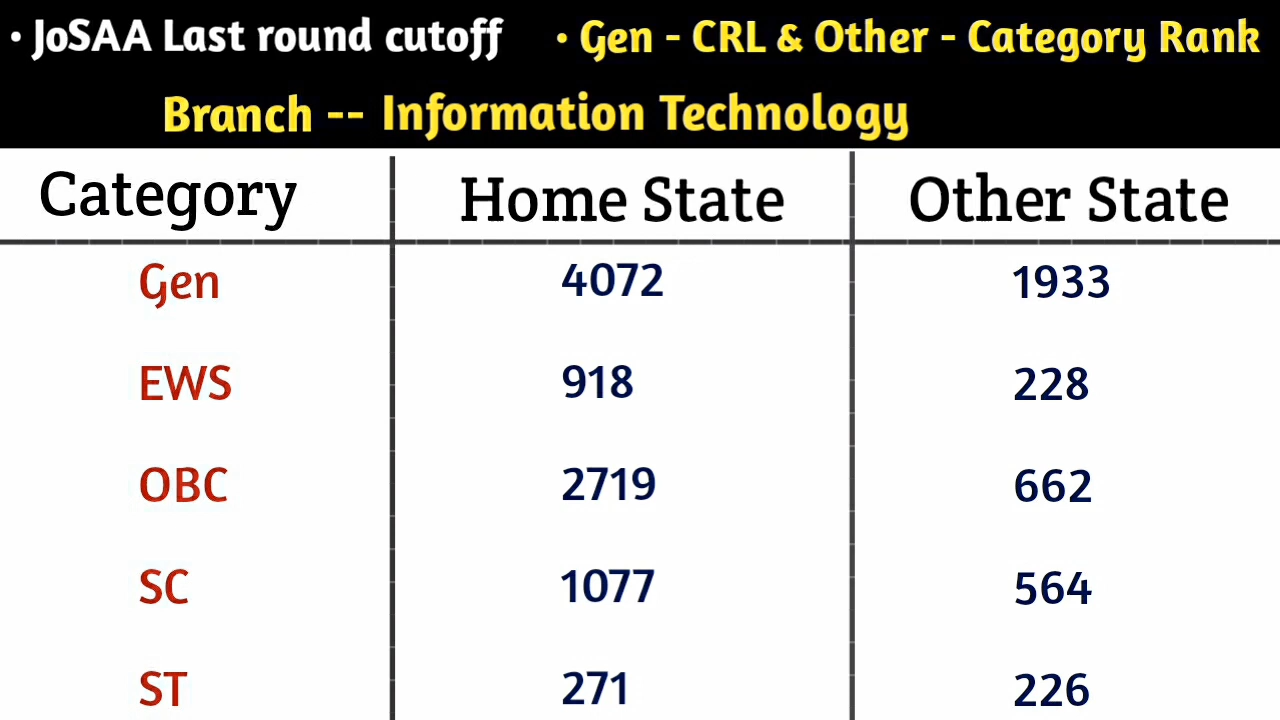 • JoSAA Last round cutoff • Gen - CRL & Other - Category Rank
Branch -- Information Technology
Category Home State Other State
Gen 4072 1933
EWS 918 228
OBC 2719 662
SC 1077 564
ST 271 226